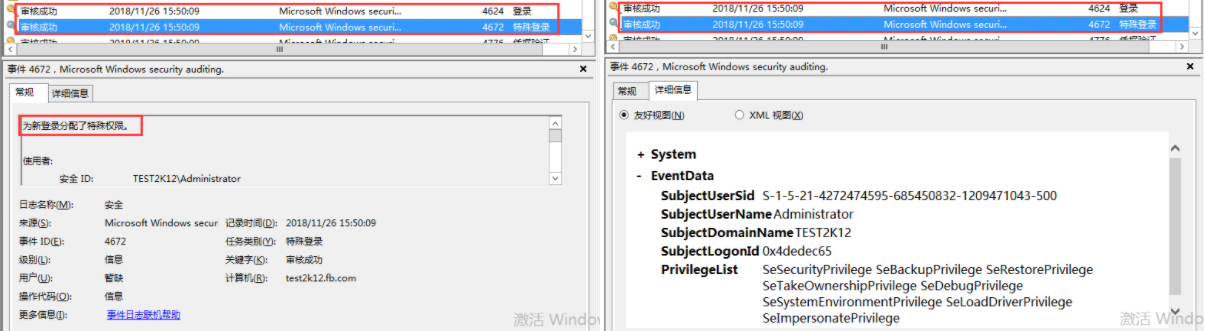 审核成功 2018/11/26 15:50:09 Microsoft Windows securi... 4624 登录
审核成功 2018/11/26 15:50:09 Microsoft Windows securi... 4672 特殊登录
事件 4672，Microsoft Windows security auditing.
常规 详细信息
为新登录分配了特殊权限。
使用者:
安全 ID: TEST2K12\Administrator
日志名称(M): 安全
来源(S): Microsoft Windows secur 记录时间(D): 2018/11/26 15:50:09
事件 ID(E): 4672 任务类别(Y): 特殊登录
级别(L): 信息 关键字(K): 审核成功
用户(U): 暂缺 计算机(R): test2k12.fb.com
操作代码(O): 信息
更多信息(I): 事件日志联机帮助
激活 Window
审核成功 2018/11/26 15:50:09 Microsoft Windows securi... 4624 登录
审核成功 2018/11/26 15:50:09 Microsoft Windows securi... 4672 特殊登录
事件 4672，Microsoft Windows security auditing.
常规 详细信息
友好视图(N) XML 视图(X)
+ System
- EventData
SubjectUserSid S-1-5-21-4272474595-685450832-1209471043-500
SubjectUserName Administrator
SubjectDomainName TEST2K12
SubjectLogonId 0x4dedec65
PrivilegeList SeSecurityPrivilege SeBackupPrivilege SeRestorePrivilege
SeTakeOwnershipPrivilege SeDebugPrivilege
SeSystemEnvironmentPrivilege SeLoadDriverPrivilege
SeImpersonatePrivilege
激活 Windo